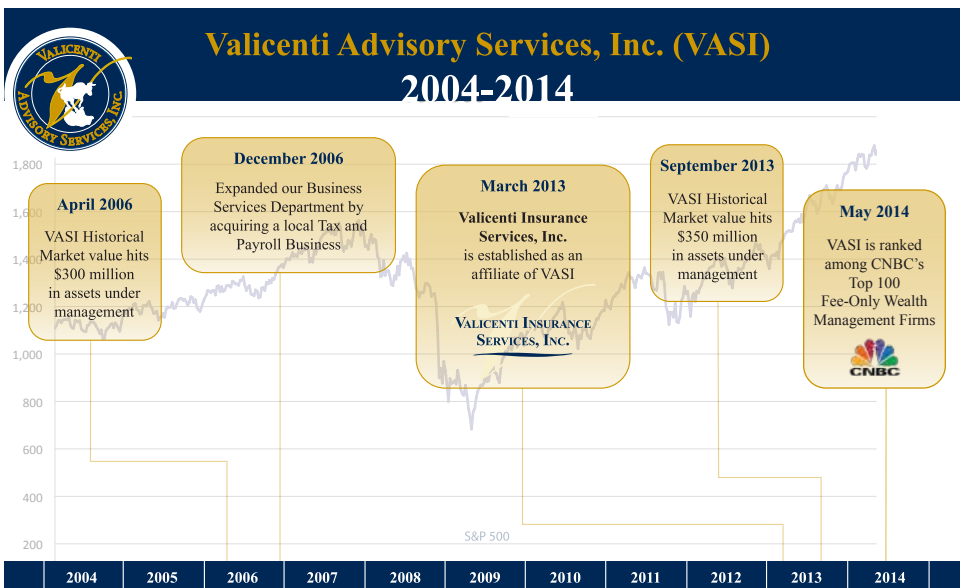 Valicenti Advisory Services, Inc. (VASI)
2004-2014
VALICENTI
ADVISORY SERVICES, INC.
1,800
1,600
1,400
1,200
1,000
800
600
400
200
April 2006
VASI Historical
Market value hits
$300 million
in assets under
management
December 2006
Expanded our Business
Services Department by
acquiring a local Tax and
Payroll Business
March 2013
Valicenti Insurance
Services, Inc.
is established as an
affiliate of VASI
VALICENTI INSURANCE
SERVICES, INC.
September 2013
VASI Historical
Market value hits
$350 million
in assets under
management
May 2014
VASI is ranked
among CNBC’s
Top 100
Fee-Only Wealth
Management Firms
CNBC
S&P 500
2004 2005 2006 2007 2008 2009 2010 2011 2012 2013 2014